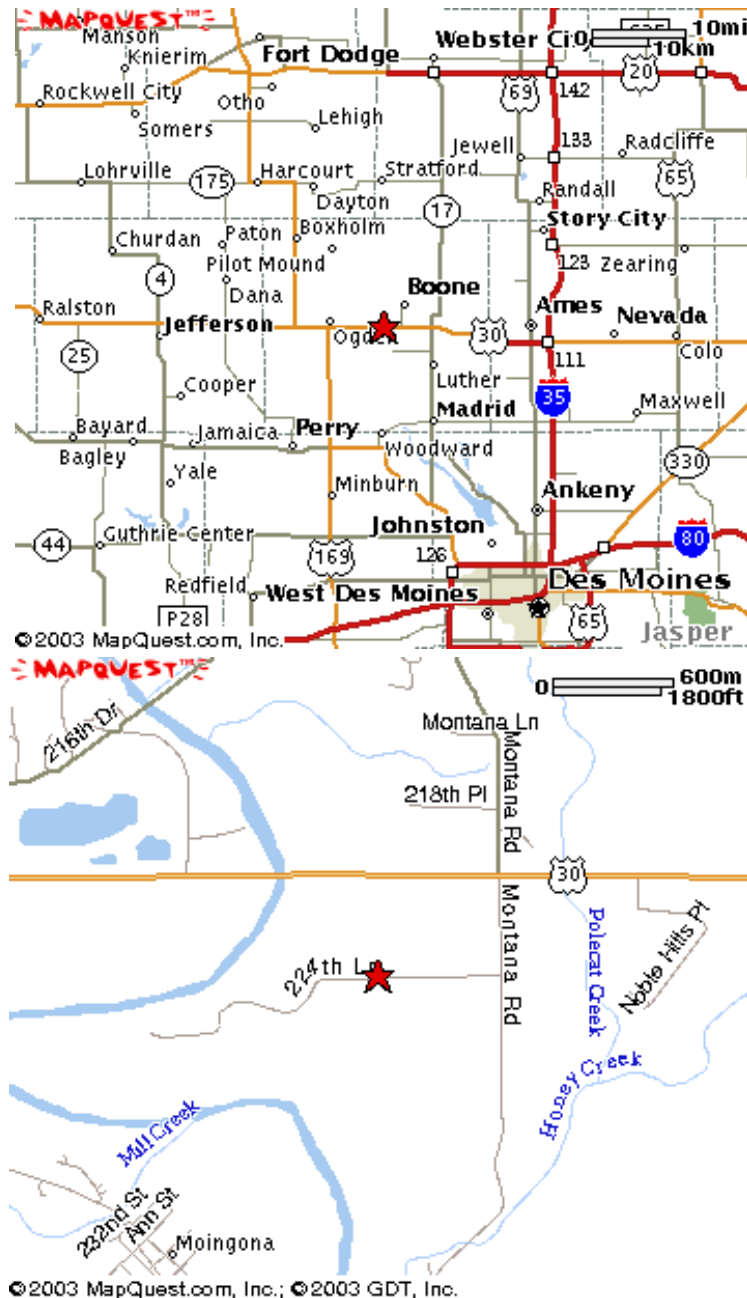 MAPQUEST™
Manson
Knierim
Fort Dodge
Webster City
0
10mi
10km
Rockwell City
Otho
Somers
Lehigh
69
142
20
133
Jewell
Radcliffe
Lohrville
175
Harcourt
Stratford
Dayton
17
Randall
65
Churdan
Paton
Boxholm
Story City
Pilot Mound
123
Zearing
4
Dana
Boone
Ralston
Jefferson
Ogden
30
Ames
Nevada
25
111
Colo
Cooper
Luther
35
Bayard
Jamaica
Perry
Madrid
Maxwell
Bagley
Woodward
Yale
330
Minburn
Ankeny
44
Guthrie Center
Johnston
80
169
126
Redfield
West Des Moines
Des Moines
P28
65
Jasper
©2003 MapQuest.com, Inc.
MAPQUEST™
0
600m
1800ft
216th Dr
Montana Ln
Montana Rd
218th Pl
30
Montana Rd
Polecat Creek
Noble Hills Pl
224th Ln
Honey Creek
Mill Creek
232nd St
Ann St
Moingona
©2003 MapQuest.com, Inc.; ©2003 GDT, Inc.